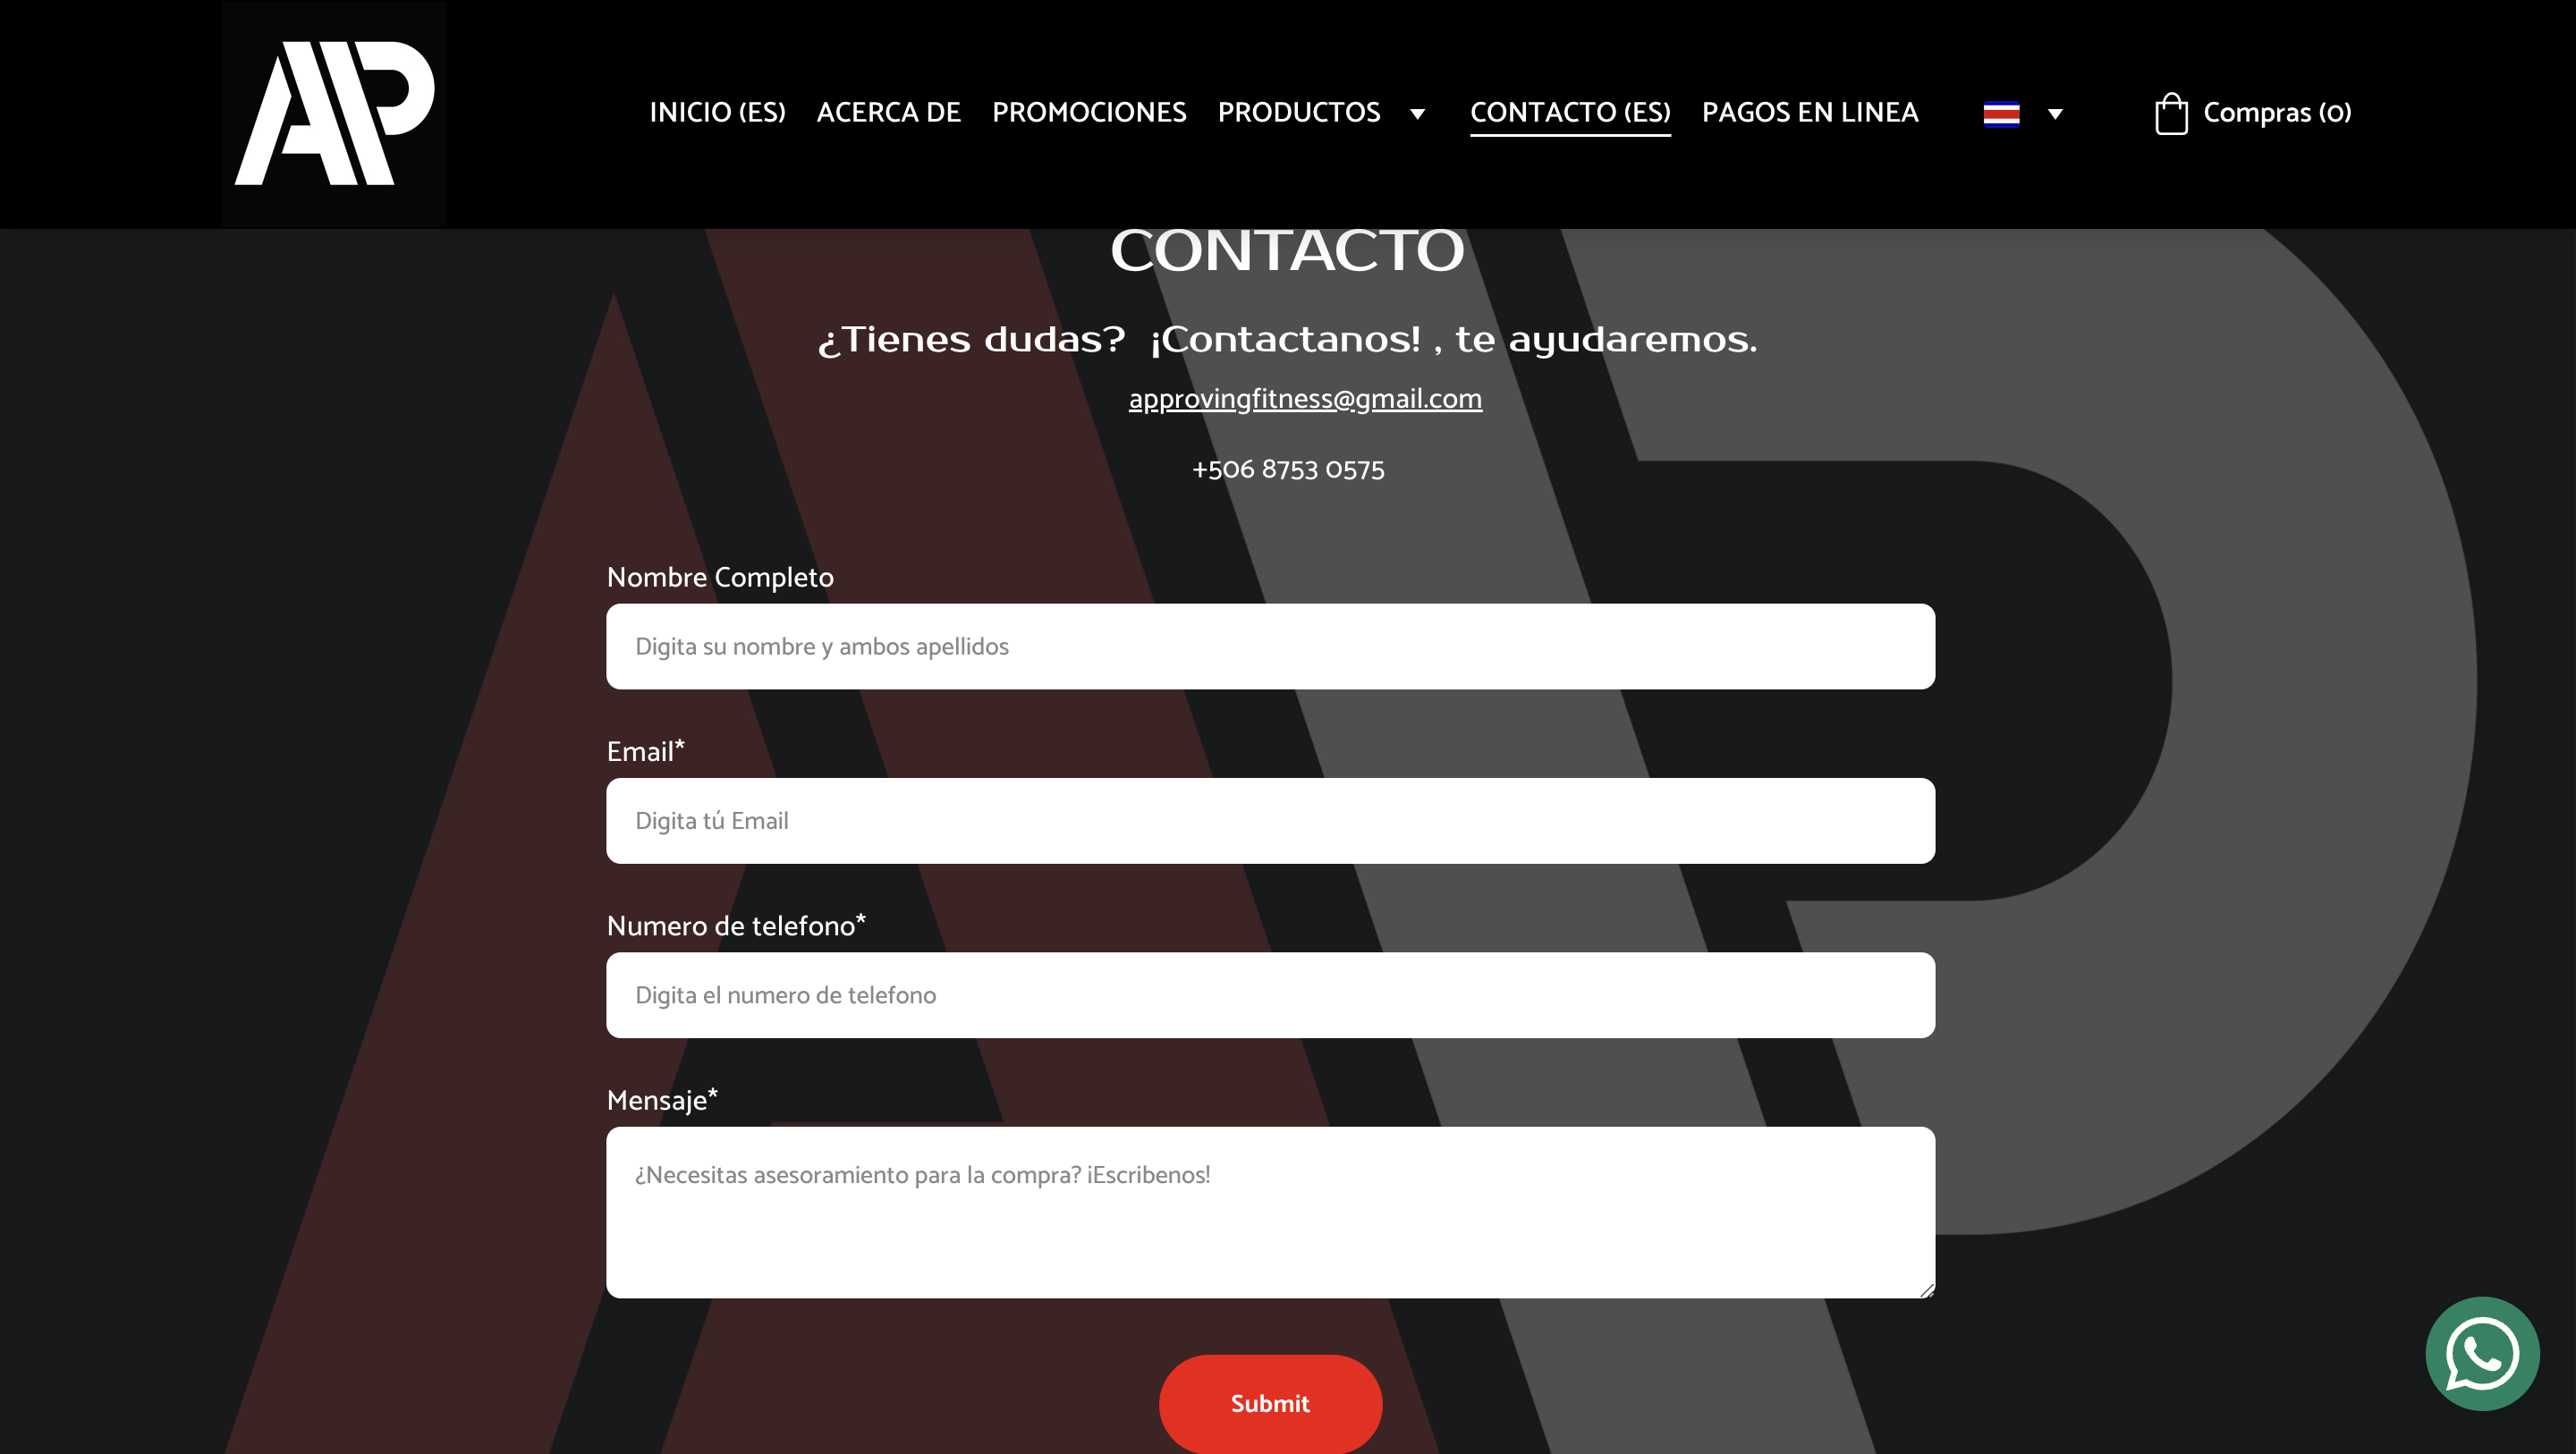 AP
INICIO (ES) ACERCA DE PROMOCIONES PRODUCTOS CONTACTO (ES) PAGOS EN LINEA Compras (0)
CONTACTO
¿Tienes dudas? ¡Contactanos! , te ayudaremos.
approvingfitness@gmail.com
+506 8753 0575
Nombre Completo
Digita su nombre y ambos apellidos
Email*
Digita tú Email
Numero de telefono*
Digita el numero de telefono
Mensaje*
¿Necesitas asesoramiento para la compra? ¡Escribenos!
Submit